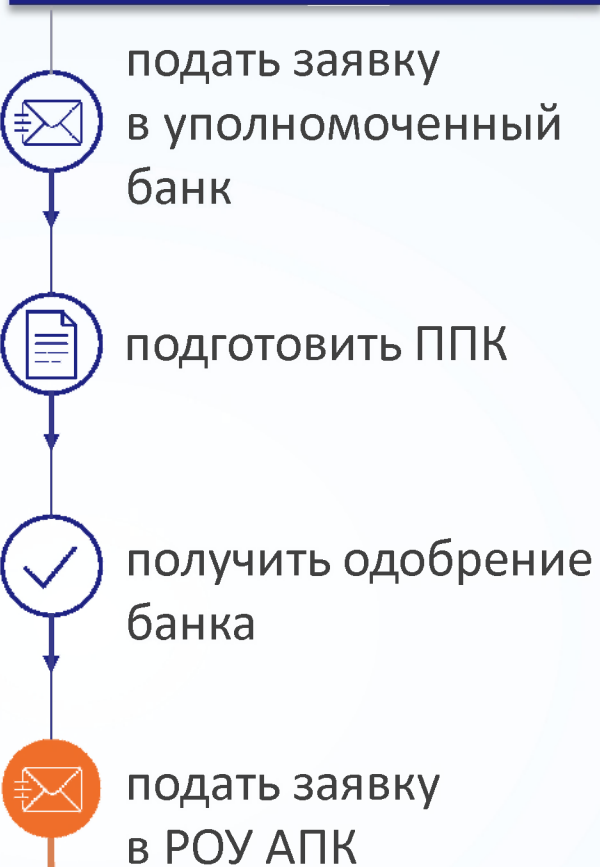 подать заявку
в уполномоченный
банк
подготовить ППК
получить одобрение
банка
подать заявку
в РОУ АПК